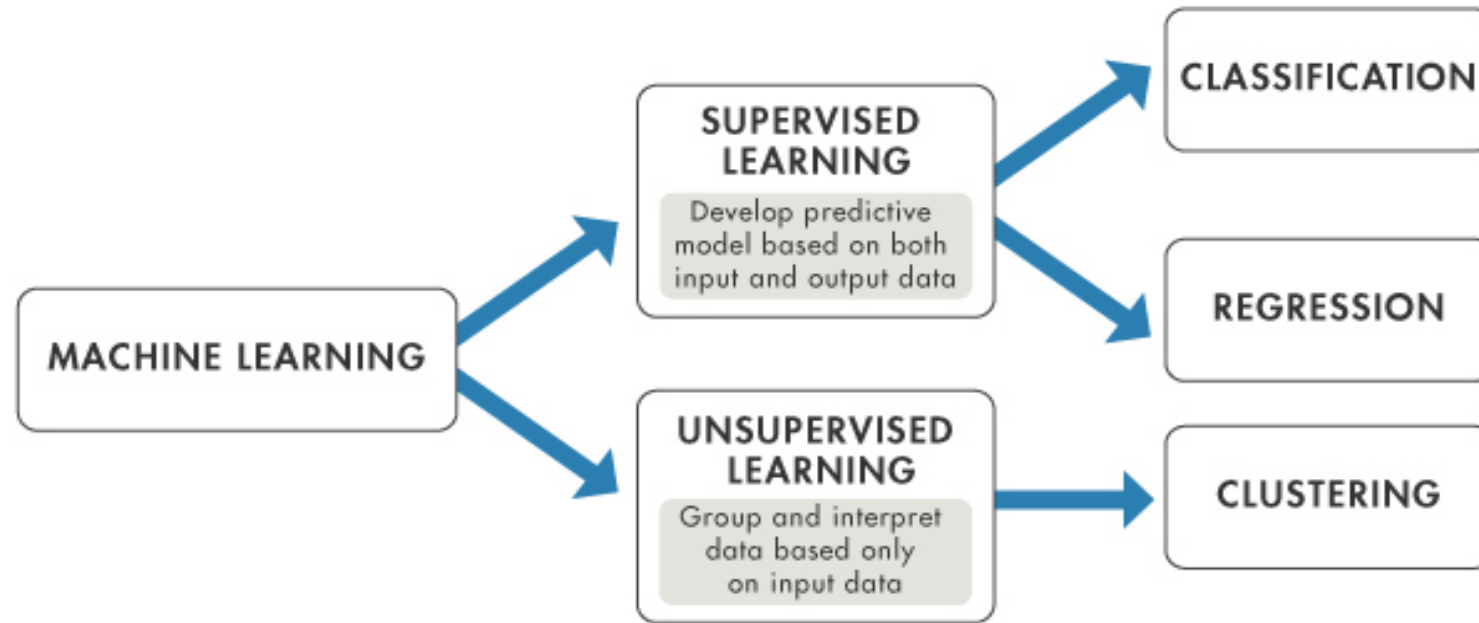 MACHINE LEARNING
SUPERVISED
LEARNING
Develop predictive
model based on both
input and output data
UNSUPERVISED
LEARNING
Group and interpret
data based only
on input data
CLASSIFICATION
REGRESSION
CLUSTERING